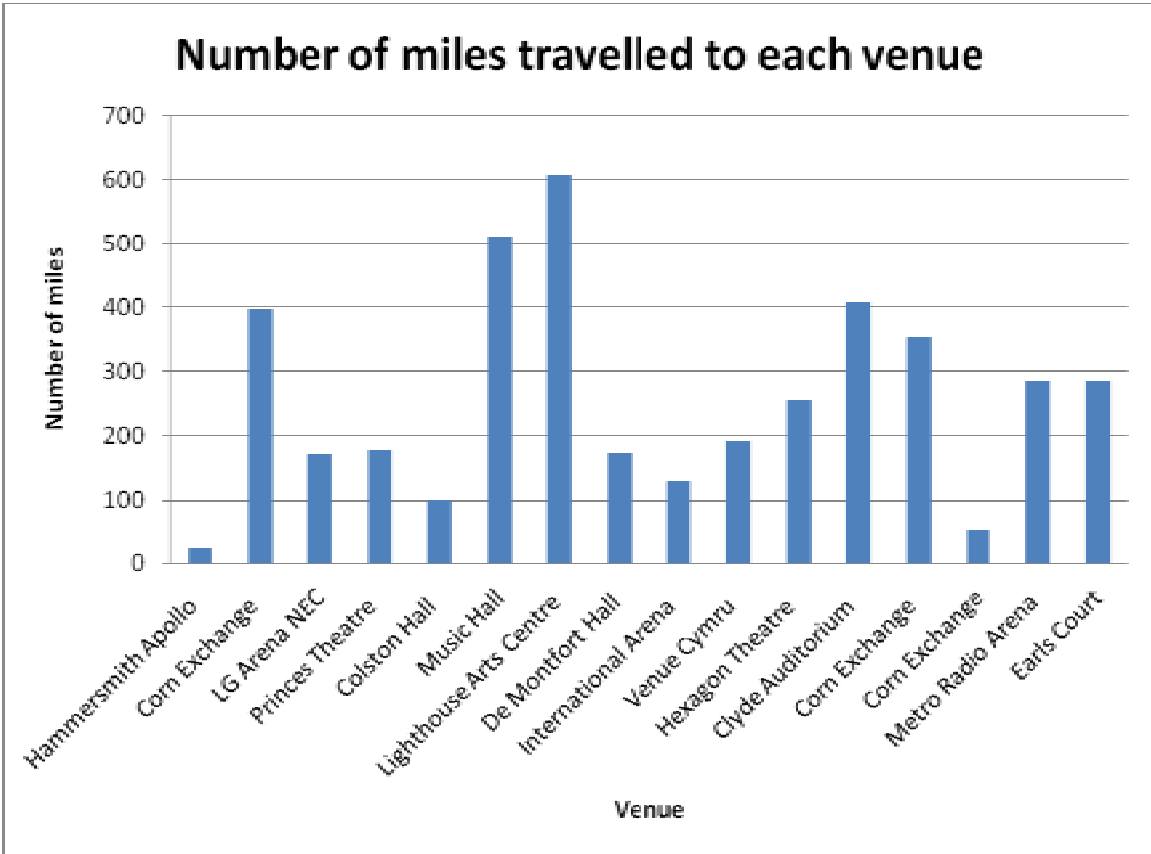 Number of miles travelled to each venue
700
600
500
400
300
200
100
0
Number of miles
Hammersmith Apollo
Corn Exchange
LG Arena NEC
Princes Theatre
Colston Hall
Music Hall
Lighthouse Arts Centre
De Montfort Hall
International Arena
Venue Cymru
Hexagon Theatre
Clyde Auditorium
Corn Exchange
Corn Exchange
Metro Radio Arena
Earls Court
Venue